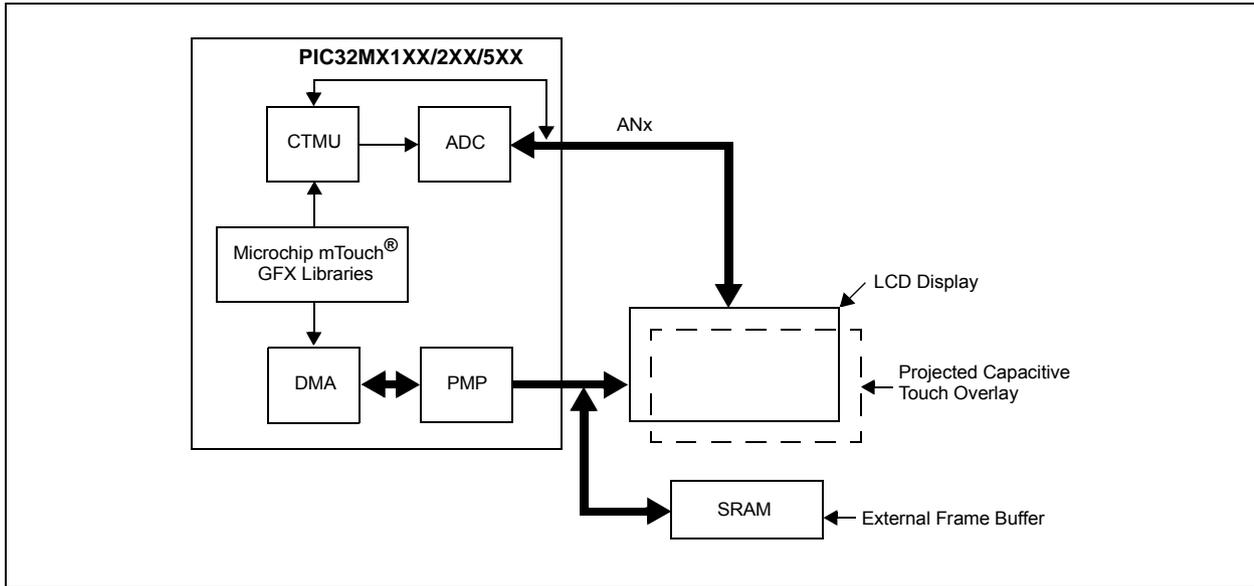 PIC32MX1XX/2XX/5XX
CTMU
ADC
ANx
Microchip mTouch®
GFX Libraries
LCD Display
DMA
PMP
Projected Capacitive
Touch Overlay
SRAM
External Frame Buffer